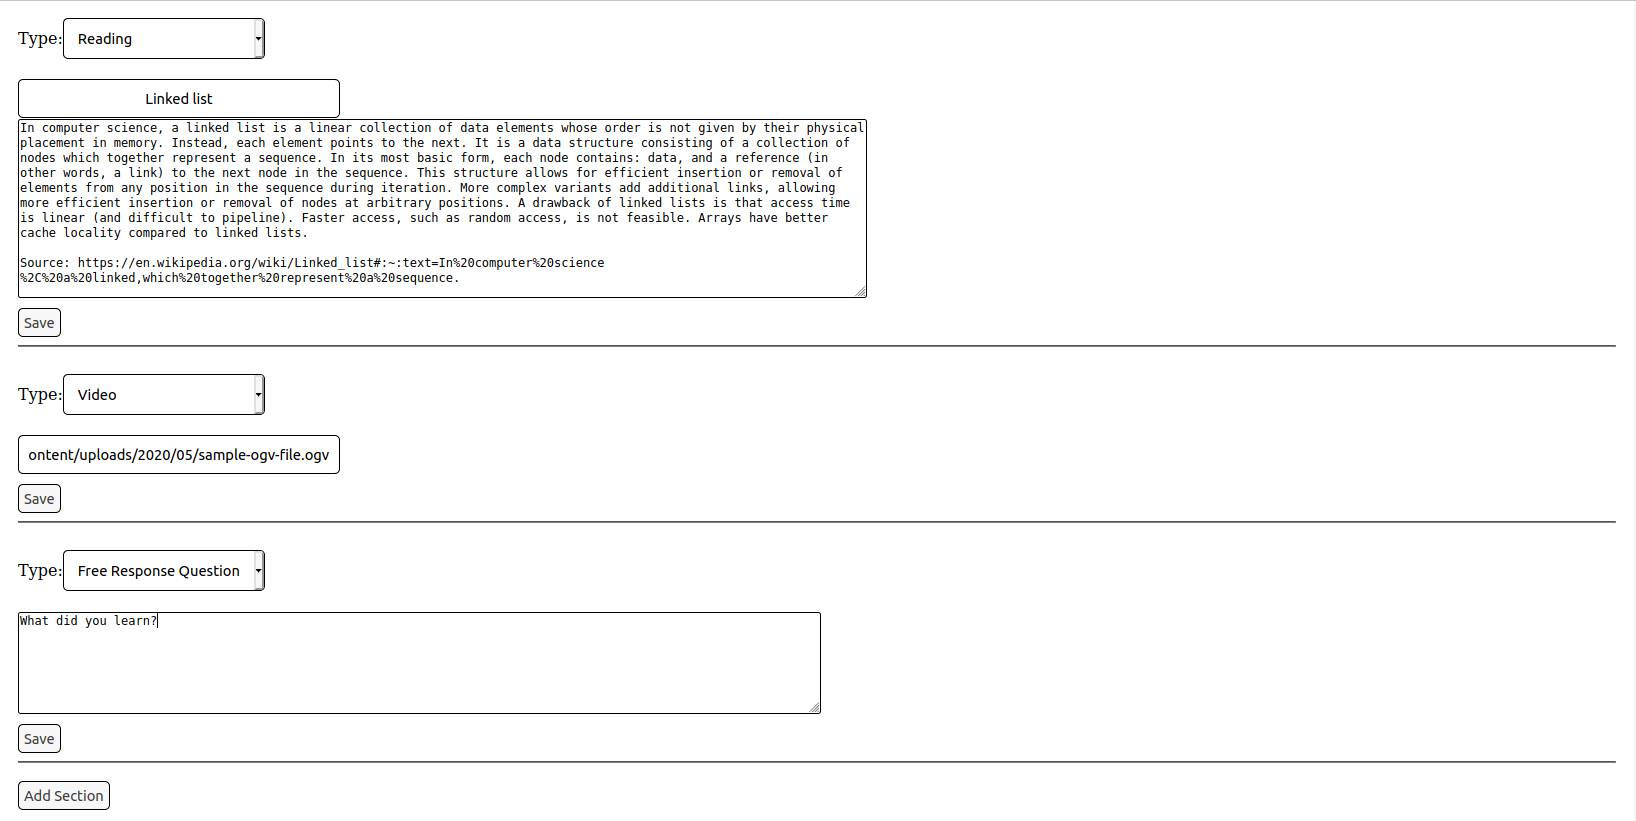 Type: Reading
Linked list
In computer science, a linked list is a linear collection of data elements whose order is not given by their physical
placement in memory. Instead, each element points to the next. It is a data structure consisting of a collection of
nodes which together represent a sequence. In its most basic form, each node contains: data, and a reference (in
other words, a link) to the next node in the sequence. This structure allows for efficient insertion or removal of
elements from any position in the sequence during iteration. More complex variants add additional links, allowing
more efficient insertion or removal of nodes at arbitrary positions. A drawback of linked lists is that access time
is linear (and difficult to pipeline). Faster access, such as random access, is not feasible. Arrays have better
cache locality compared to linked lists.
Source: https://en.wikipedia.org/wiki/Linked_list#:~:text=In%20computer%20science
%2C%20a%20linked,which%20together%20represent%20a%20sequence.
Save
Type: Video
ontent/uploads/2020/05/sample-ogv-file.ogv
Save
Type: Free Response Question
What did you learn?
Save
Add Section